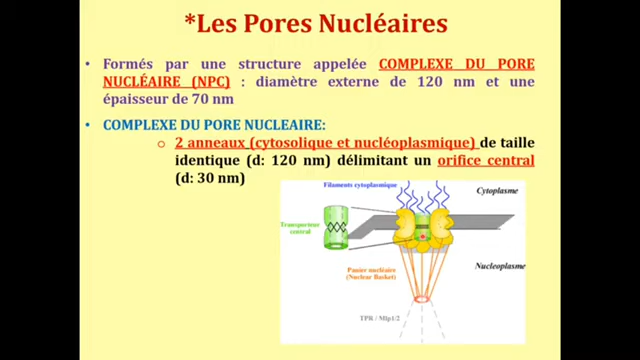 *Les Pores Nucléaires
• Formés par une structure appelée COMPLEXE DU PORE
NUCLÉAIRE (NPC) : diamètre externe de 120 nm et une
épaisseur de 70 nm
• COMPLEXE DU PORE NUCLEAIRE:
o 2 anneaux (cytosolique et nucléoplasmique) de taille
identique (d: 120 nm) délimitant un orifice central
(d: 30 nm)
Filaments cytoplasmique
Cytoplasme
Transporteur
central
Nucleoplasme
Panier nucléaire
(Nuclear Basket)
TPR / Mlp1/2